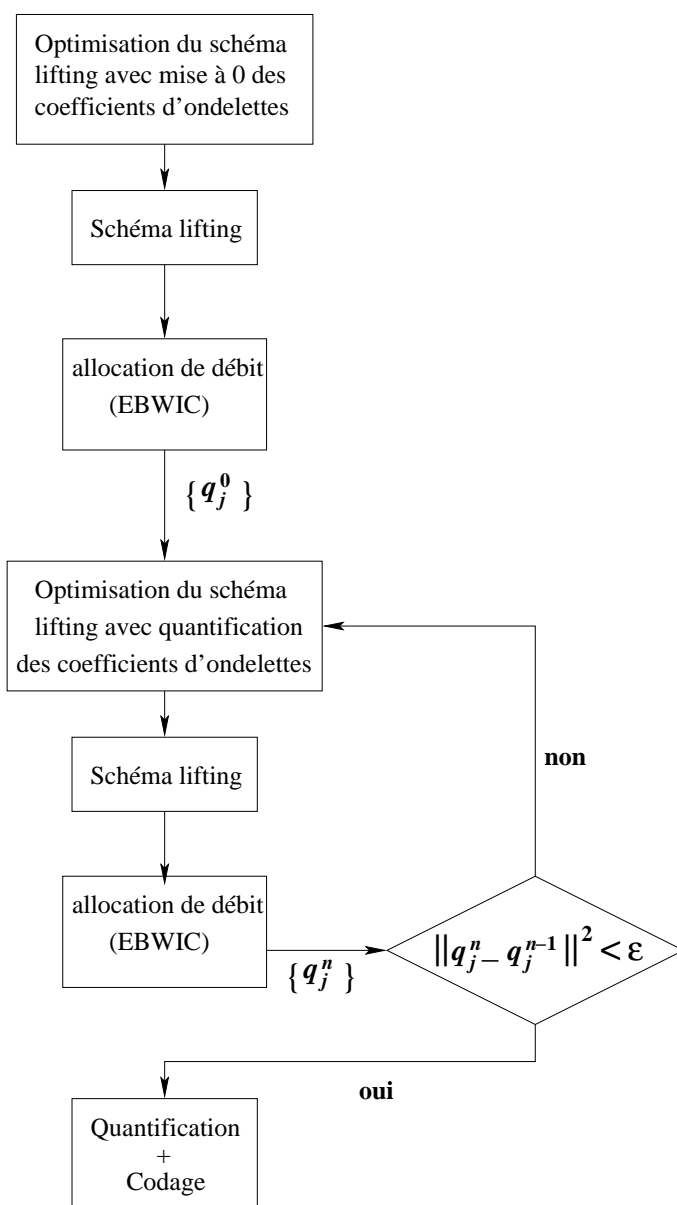 Optimisation du schéma
lifting avec mise à 0 des
coefficients d'ondelettes
Schéma lifting
allocation de débit
(EBWIC)
{ q_j^0 }
Optimisation du schéma
lifting avec quantification
des coefficients d'ondelettes
Schéma lifting
non
allocation de débit
(EBWIC)
{ q_j^n }
||q_j^n − q_j^{n−1}||^2 < ε
oui
Quantification
+
Codage